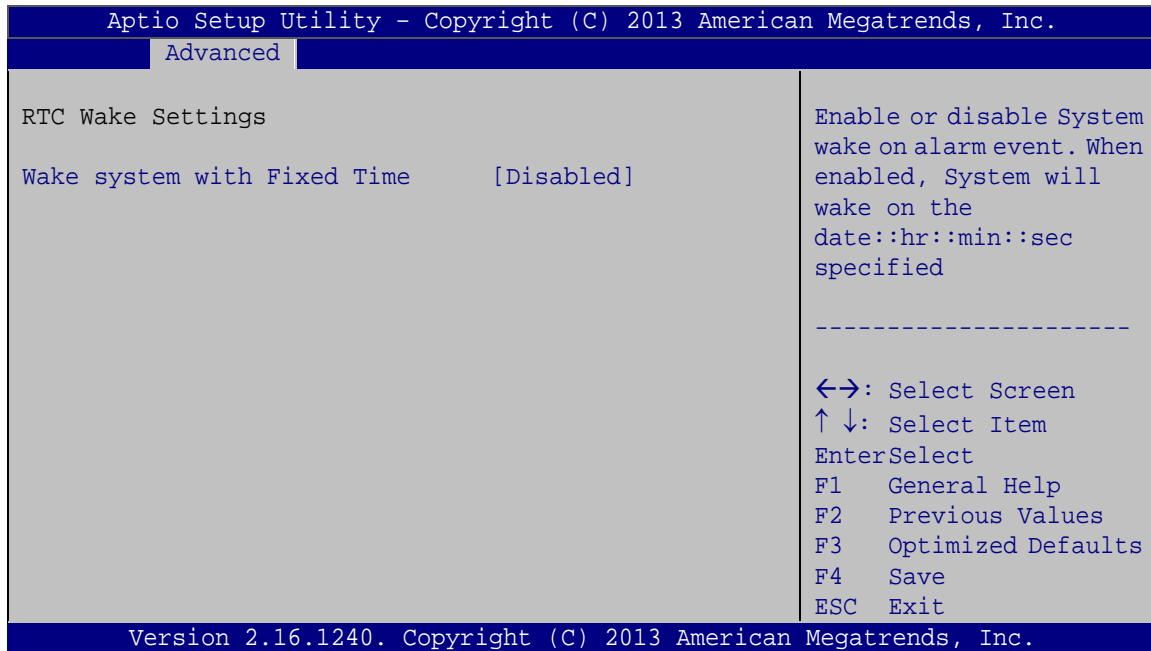 Aptio Setup Utility – Copyright (C) 2013 American Megatrends, Inc.
Advanced
RTC Wake Settings
Wake system with Fixed Time [Disabled]
Enable or disable System
wake on alarm event. When
enabled, System will
wake on the
date::hr::min::sec
specified
----------------------
←→: Select Screen
↑ ↓: Select Item
EnterSelect
F1 General Help
F2 Previous Values
F3 Optimized Defaults
F4 Save
ESC Exit
Version 2.16.1240. Copyright (C) 2013 American Megatrends, Inc.